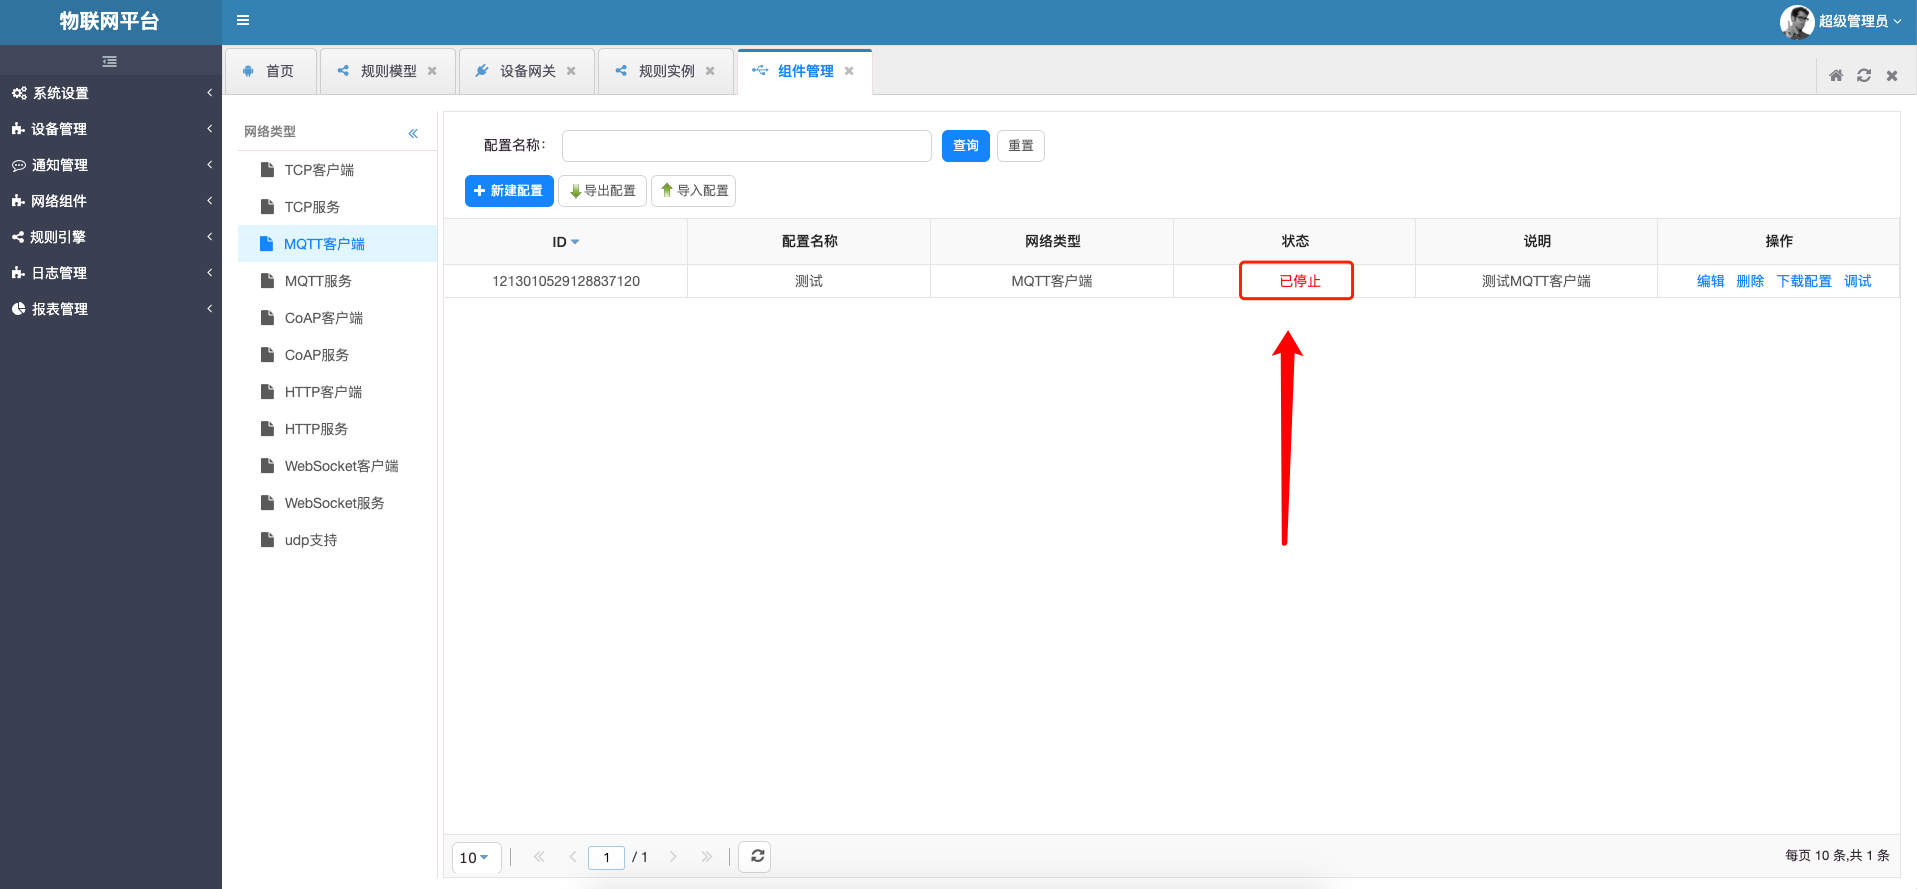 物联网平台
超级管理员
首页
规则模型
设备网关
规则实例
组件管理
系统设置
设备管理
通知管理
网络组件
规则引擎
日志管理
报表管理
网络类型
TCP客户端
TCP服务
MQTT客户端
MQTT服务
CoAP客户端
CoAP服务
HTTP客户端
HTTP服务
WebSocket客户端
WebSocket服务
udp支持
配置名称：
查询
重置
新建配置
导出配置
导入配置
ID 配置名称 网络类型 状态 说明 操作
1213010529128837120 测试 MQTT客户端 已停止 测试MQTT客户端 编辑 删除 下载配置 调试
10 1 / 1
每页 10 条,共 1 条